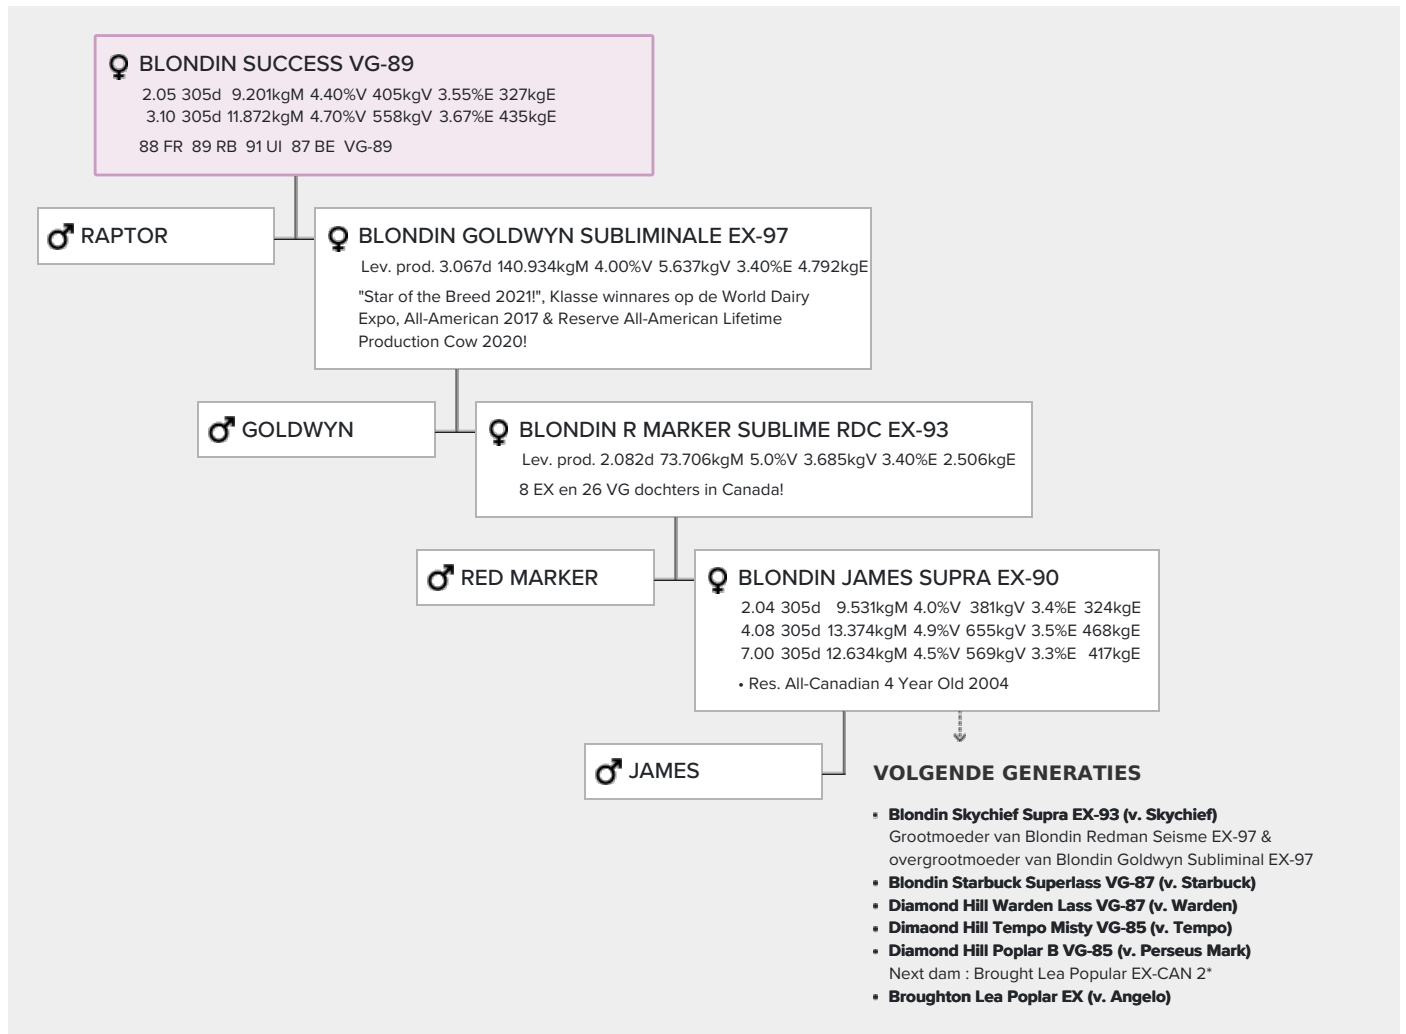 BLONDIN SUCCESS VG-89
2.05 305d 9.201kgM 4.40%V 405kgV 3.55%E 327kgE
3.10 305d 11.872kgM 4.70%V 558kgV 3.67%E 435kgE
88 FR 89 RB 91 UI 87 BE VG-89
RAPTOR
BLONDIN GOLDWYN SUBLIMINALE EX-97
Lev. prod. 3.067d 140.934kgM 4.00%V 5.637kgV 3.40%E 4.792kgE
"Star of the Breed 2021!", Klasse winnares op de World Dairy
Expo, All-American 2017 & Reserve All-American Lifetime
Production Cow 2020!
GOLDWYN
BLONDIN R MARKER SUBLIME RDC EX-93
Lev. prod. 2.082d 73.706kgM 5.0%V 3.685kgV 3.40%E 2.506kgE
8 EX en 26 VG dochters in Canada!
RED MARKER
BLONDIN JAMES SUPRA EX-90
2.04 305d 9.531kgM 4.0%V 381kgV 3.4%E 324kgE
4.08 305d 13.374kgM 4.9%V 655kgV 3.5%E 468kgE
7.00 305d 12.634kgM 4.5%V 569kgV 3.3%E 417kgE
• Res. All-Canadian 4 Year Old 2004
JAMES
VOLGENDE GENERATIES
▪ Blondin Skychief Supra EX-93 (v. Skychief)
Grootmoeder van Blondin Redman Seisme EX-97 &
overgrootmoeder van Blondin Goldwyn Subliminal EX-97
▪ Blondin Starbuck Superlass VG-87 (v. Starbuck)
▪ Diamond Hill Warden Lass VG-87 (v. Warden)
▪ Dimaond Hill Tempo Misty VG-85 (v. Tempo)
▪ Diamond Hill Poplar B VG-85 (v. Perseus Mark)
Next dam : Brought Lea Popular EX-CAN 2*
▪ Broughton Lea Poplar EX (v. Angelo)